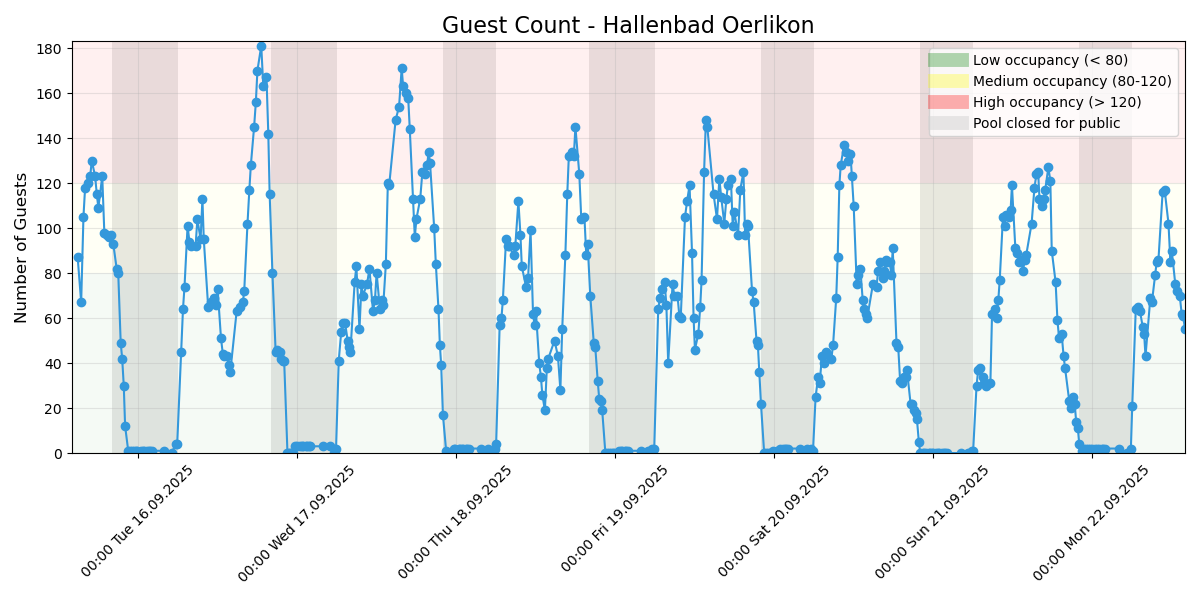 Guest Count - Hallenbad Oerlikon
Number of Guests
180
160
140
120
100
80
60
40
20
0
Low occupancy (< 80)
Medium occupancy (80-120)
High occupancy (> 120)
Pool closed for public
00:00 Tue 16.09.2025
00:00 Wed 17.09.2025
00:00 Thu 18.09.2025
00:00 Fri 19.09.2025
00:00 Sat 20.09.2025
00:00 Sun 21.09.2025
00:00 Mon 22.09.2025